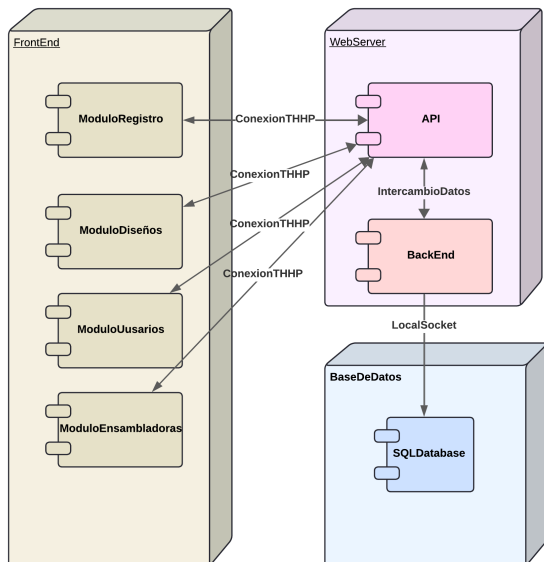 FrontEnd
WebServer
ModuloRegistro
ConexionTHHP
API
ConexionTHHP
IntercambioDatos
ModuloDiseños
ConexionTHHP
BackEnd
ConexionTHHP
ModuloUusarios
LocalSocket
BaseDeDatos
ModuloEnsambladoras
SQLDatabase